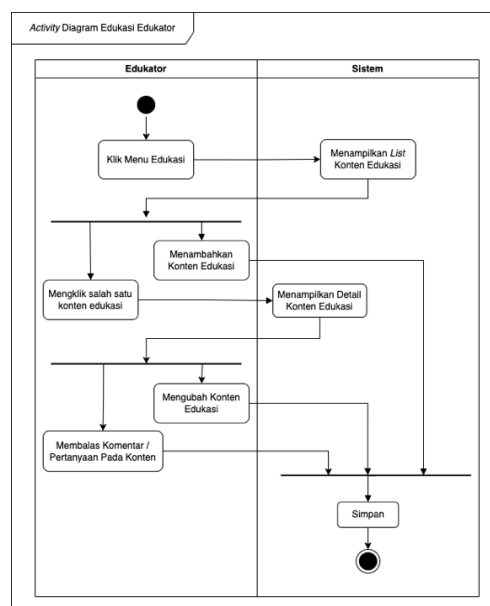 Activity Diagram Edukasi Edukator
Edukator
Sistem
Klik Menu Edukasi
Menampilkan List
Konten Edukasi
Menambahkan
Konten Edukasi
Mengklik salah satu
konten edukasi
Menampilkan Detail
Konten Edukasi
Mengubah Konten
Edukasi
Membalas Komentar /
Pertanyaan Pada Konten
Simpan